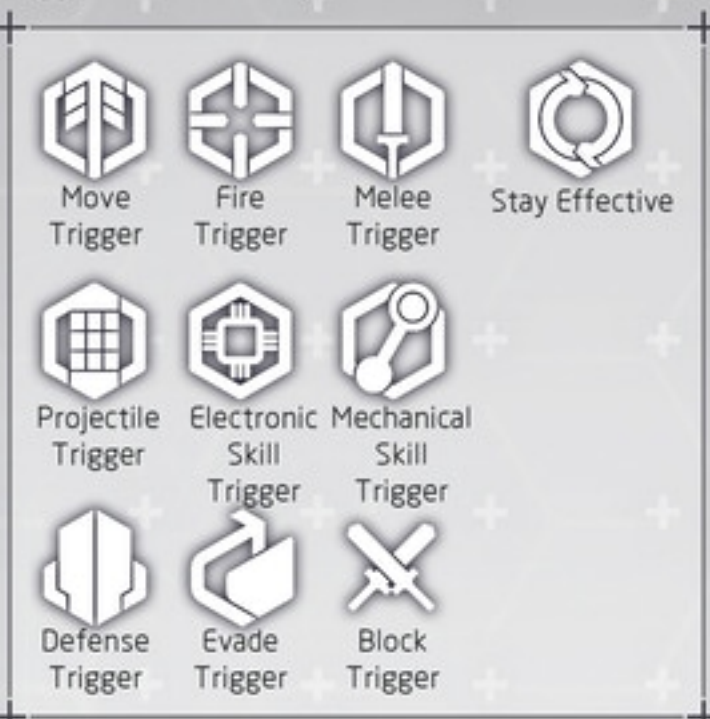 Move
Trigger
Fire
Trigger
Melee
Trigger
Stay Effective
Projectile
Trigger
Electronic
Skill
Trigger
Mechanical
Skill
Trigger
Defense
Trigger
Evade
Trigger
Block
Trigger